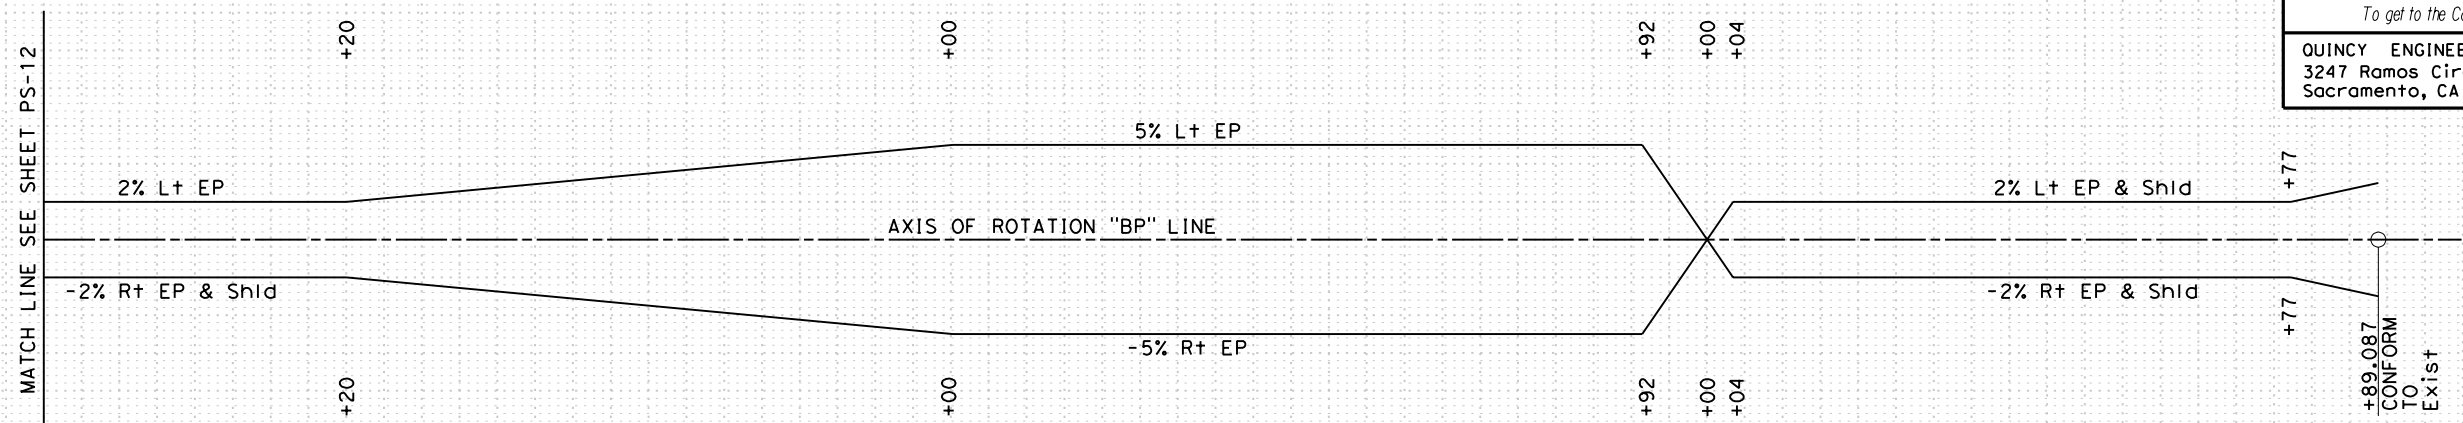 MATCH LINE SEE SHEET PS-12
+20
+00
+92
+00
+04
To get to the
QUINCY ENGINEE
3247 Ramos Cir
Sacramento, CA
5% Lt EP
2% Lt EP
2% Lt EP & Shld
+77
AXIS OF ROTATION "BP" LINE
-2% Rt EP & Shld
-2% Rt EP & Shld
+77
-5% Rt EP
+20
+00
+92
+00
+04
+89.087
CONFORM
TO
Exist